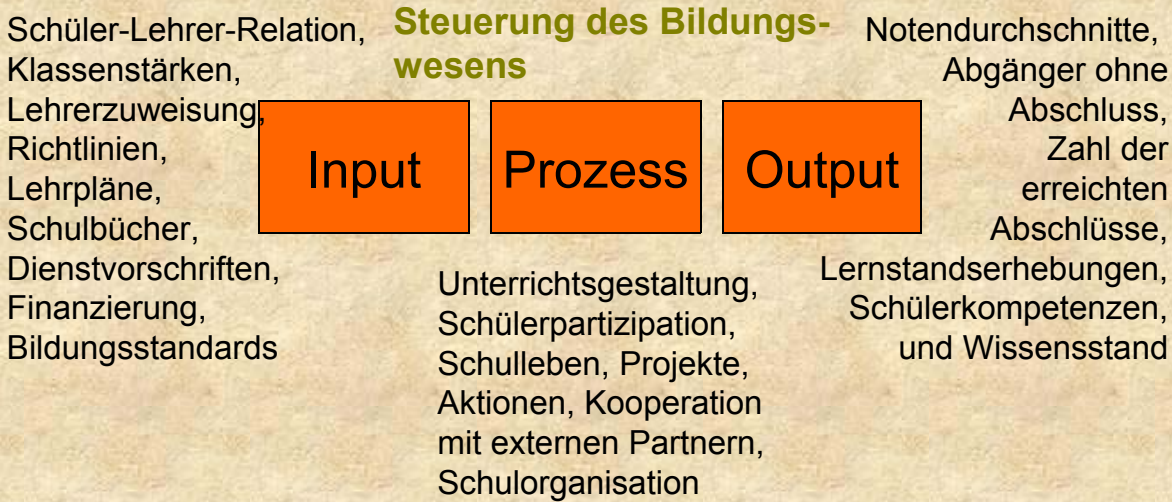 Steuerung des Bildungs-
wesens
Schüler-Lehrer-Relation,
Klassenstärken,
Lehrerzuweisung,
Richtlinien,
Lehrpläne,
Schulbücher,
Dienstvorschriften,
Finanzierung,
Bildungsstandards
Input
Prozess
Output
Unterrichtsgestaltung,
Schülerpartizipation,
Schulleben, Projekte,
Aktionen, Kooperation
mit externen Partnern,
Schulorganisation
Notendurchschnitte,
Abgänger ohne
Abschluss,
Zahl der
erreichten
Abschlüsse,
Lernstandserhebungen,
Schülerkompetenzen,
und Wissensstand